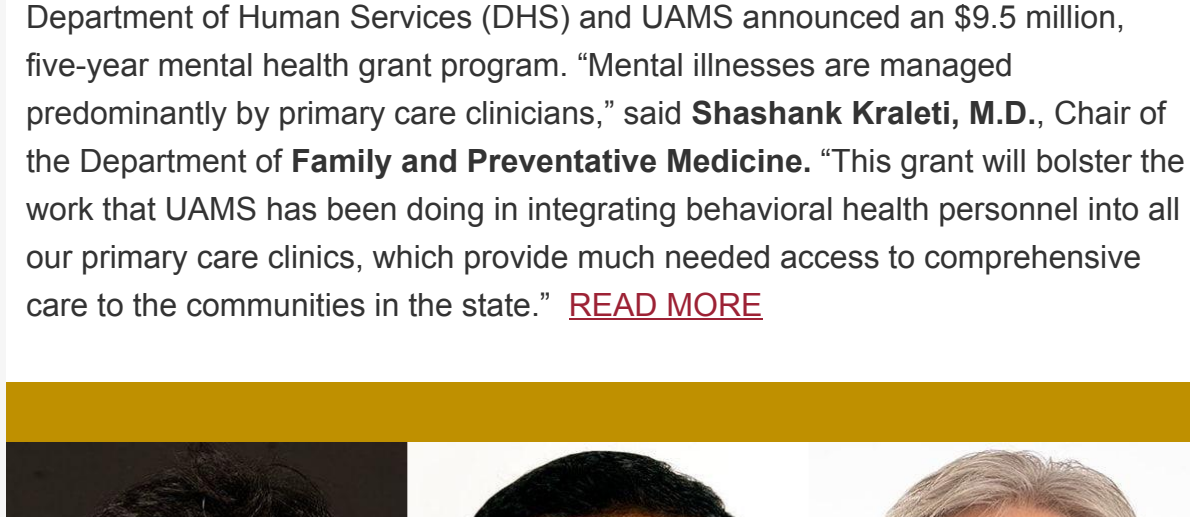 Department of Human Services (DHS) and UAMS announced an $9.5 million,
five-year mental health grant program. “Mental illnesses are managed
predominantly by primary care clinicians,” said Shashank Kraleti, M.D., Chair of
the Department of Family and Preventative Medicine. “This grant will bolster the
work that UAMS has been doing in integrating behavioral health personnel into all
our primary care clinics, which provide much needed access to comprehensive
care to the communities in the state.” READ MORE